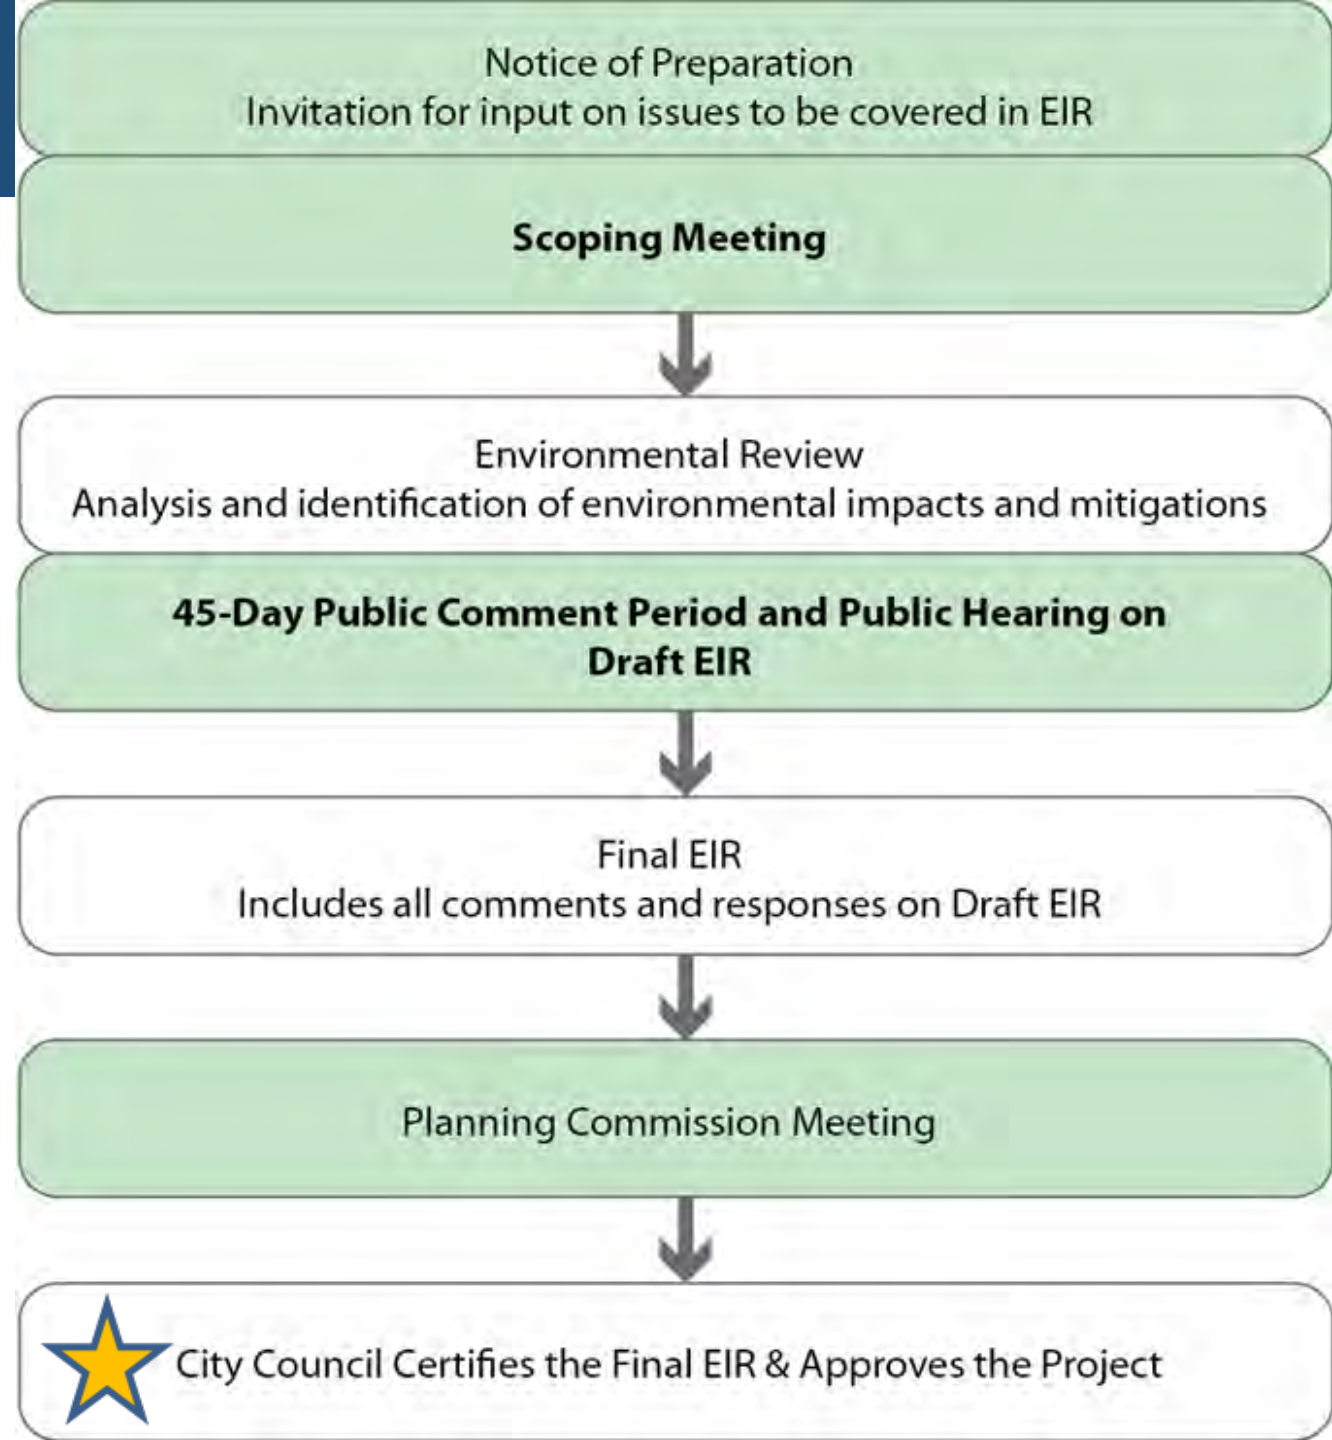 Notice of Preparation
Invitation for input on issues to be covered in EIR
Scoping Meeting
Environmental Review
Analysis and identification of environmental impacts and mitigations
45-Day Public Comment Period and Public Hearing on
Draft EIR
Final EIR
Includes all comments and responses on Draft EIR
Planning Commission Meeting
City Council Certifies the Final EIR & Approves the Project